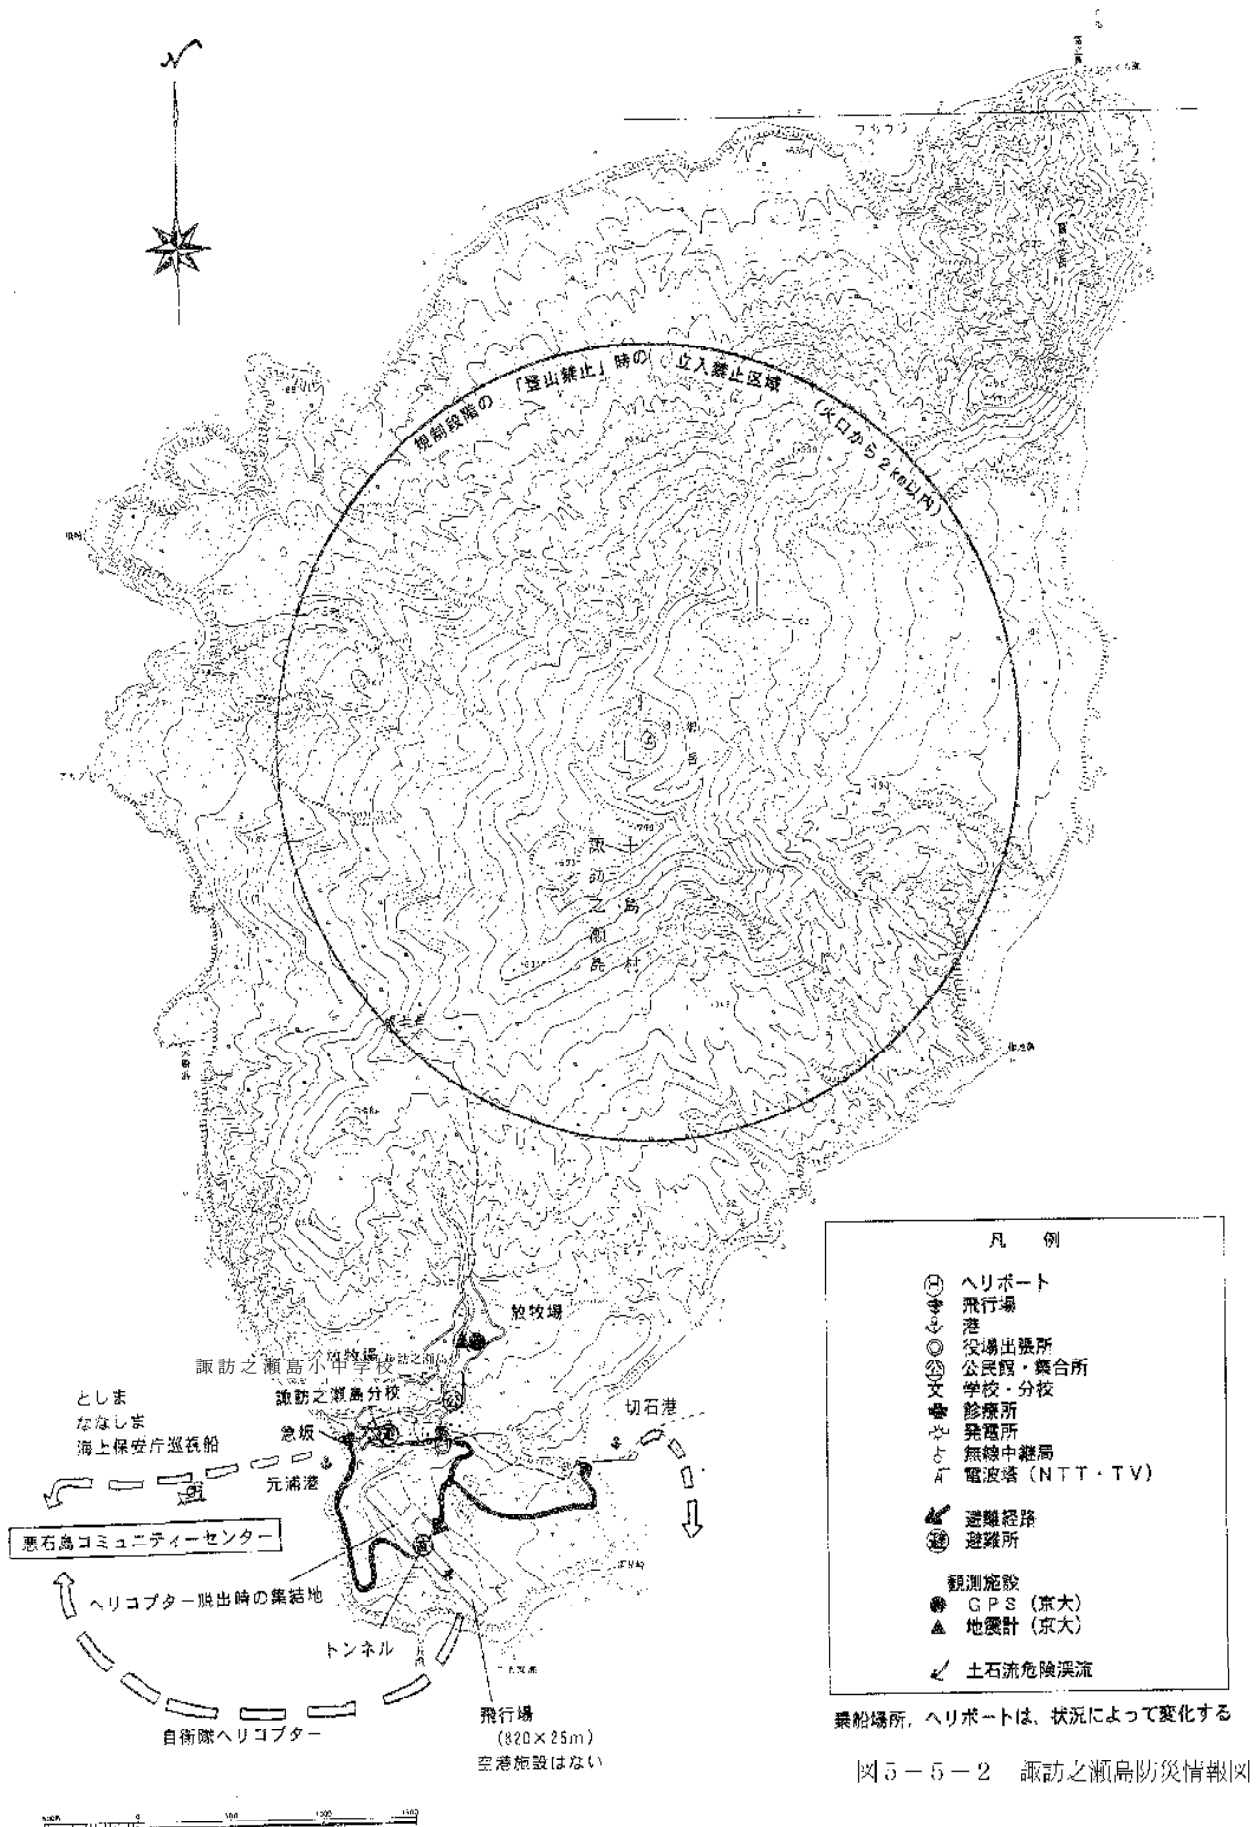 規制段階の 「登山禁止」時の 立入禁止区域 (火口から2km以内)
御岳
十島村
諏訪之瀬島
放牧場
放牧場
諏訪之瀬島小中学校
諏訪之瀬島分校
急坂
切石港
としま
ななしま
海上保安庁巡視船
元浦港
悪石島コミュニティーセンター
ヘリコプター脱出時の集結地
トンネル
自衛隊ヘリコプター
飛行場
(820×25m)
空港施設はない
凡 例
ヘリポート
飛行場
港
役場出張所
公民館・集合所
文 学校・分校
診療所
発電所
無線中継局
電波塔(NTT・TV)
避難経路
避 避難所
観測施設
GPS(京大)
地震計(京大)
土石流危険渓流
乗船場所,ヘリポートは、状況によって変化する
図5-5-2 諏訪之瀬島防災情報図
500m 0 500 1000 1500